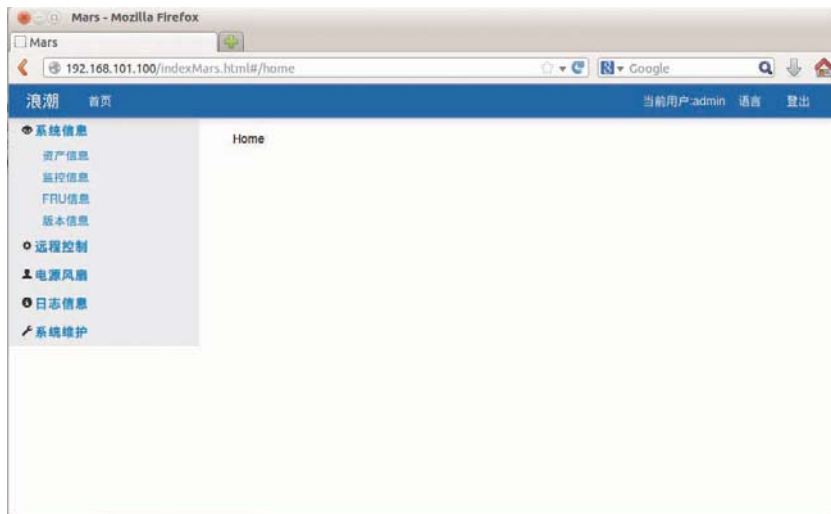 Mars - Mozilla Firefox
Mars
192.168.101.100/indexMars.html#/home
Google
浪潮 首页 当前用户:admin 语言 登出
系统信息
Home
资产信息
监控信息
FRU信息
版本信息
远程控制
电源风扇
日志信息
系统维护